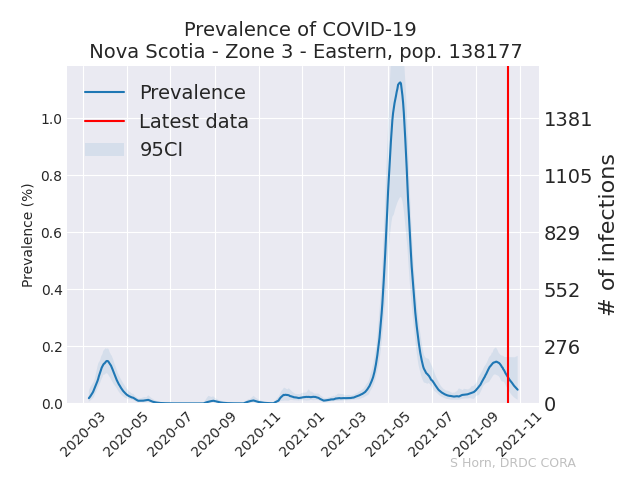 Prevalence of COVID-19
Nova Scotia - Zone 3 - Eastern, pop. 138177
Prevalence
Latest data
95CI
Prevalence (%)
1.0
0.8
0.6
0.4
0.2
0.0
1381
1105
829
552
276
0
# of infections
2020-03
2020-05
2020-07
2020-09
2020-11
2021-01
2021-03
2021-05
2021-07
2021-09
2021-11
S Horn, DRDC CORA